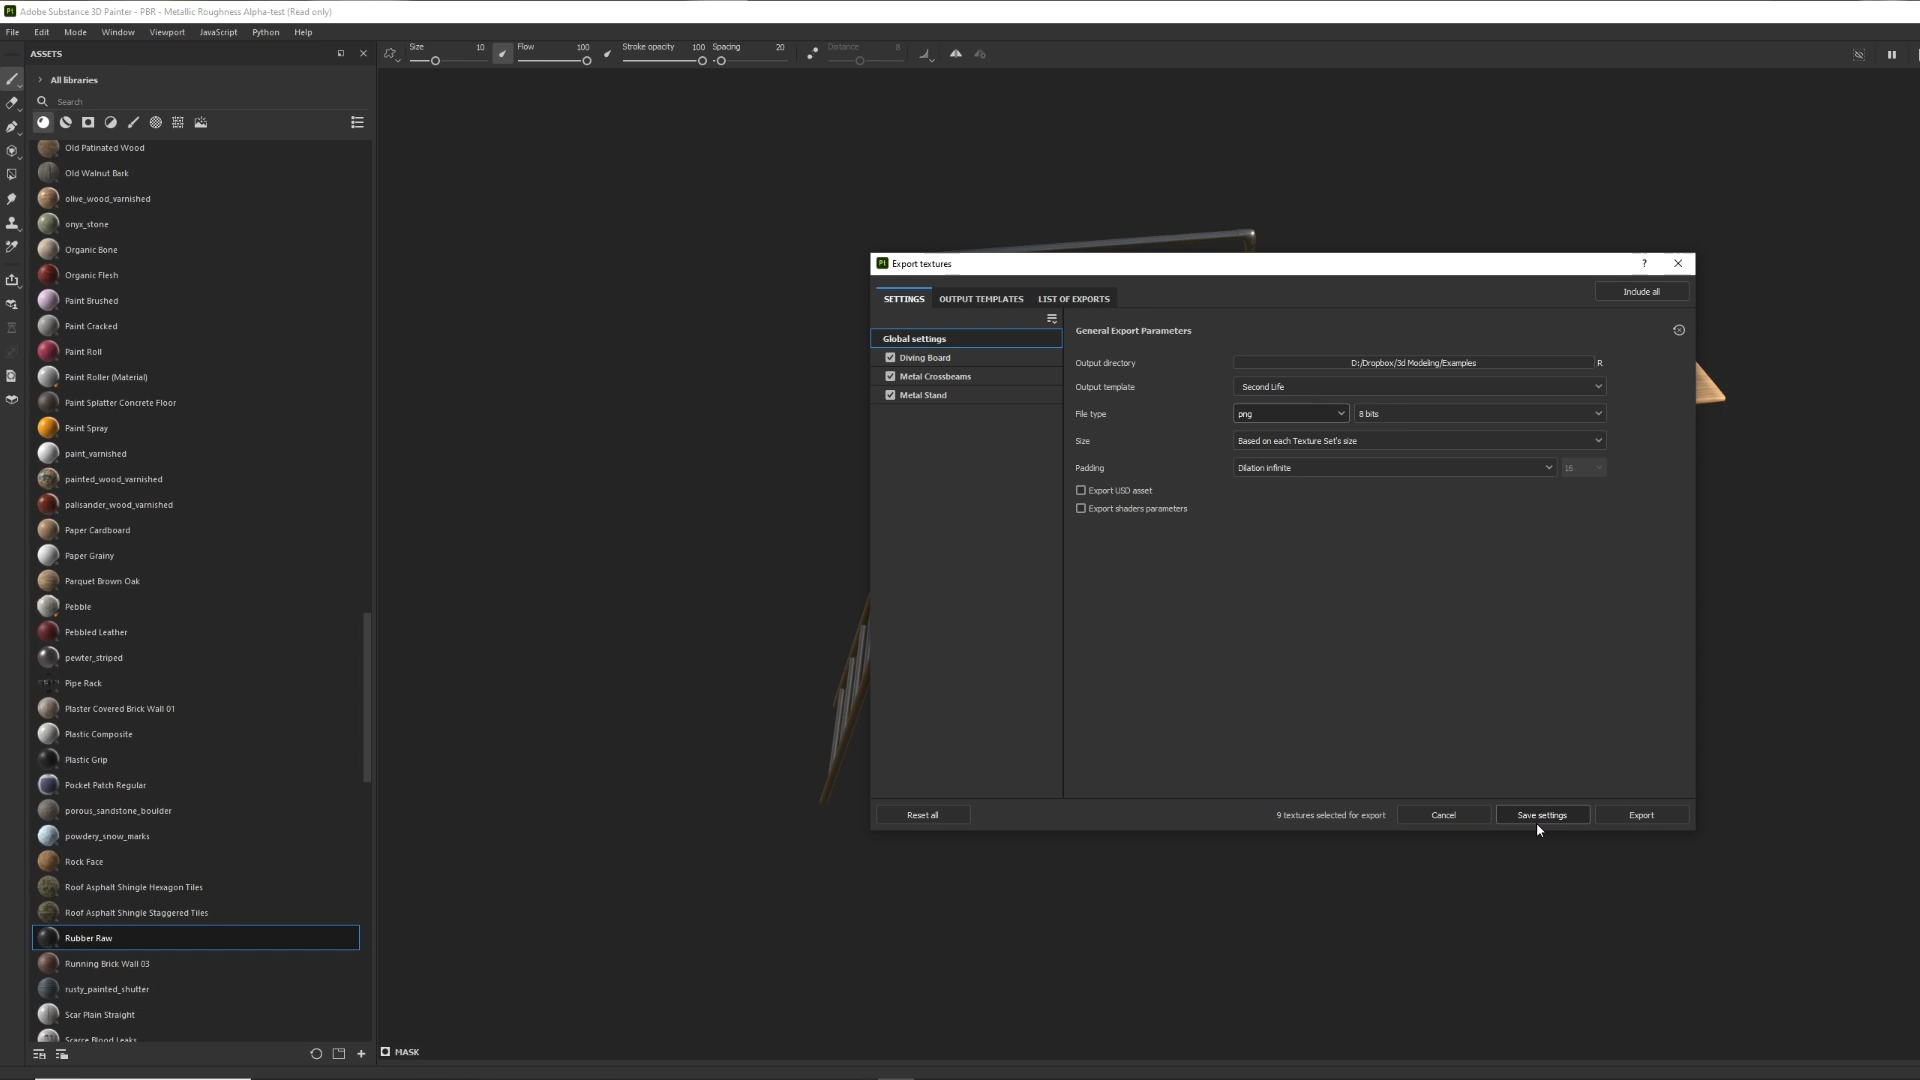 Adobe Substance 3D Painter - PBR - Metallic Roughness Alpha-test (Read only)
File Edit Mode Window Viewport JavaScript Python Help
ASSETS
Size 10 Flow 100 Stroke opacity 100 Spacing 20 Distance 8
All libraries
Search
Old Patinated Wood
Old Walnut Bark
olive_wood_varnished
onyx_stone
Organic Bone
Organic Flesh
Paint Brushed
Paint Cracked
Paint Roll
Paint Roller (Material)
Paint Splatter Concrete Floor
Paint Spray
paint_varnished
painted_wood_varnished
palisander_wood_varnished
Paper Cardboard
Paper Grainy
Parquet Brown Oak
Pebble
Pebbled Leather
pewter_striped
Pipe Rack
Plaster Covered Brick Wall 01
Plastic Composite
Plastic Grip
Pocket Patch Regular
porous_sandstone_boulder
powdery_snow_marks
Rock Face
Roof Asphalt Shingle Hexagon Tiles
Roof Asphalt Shingle Staggered Tiles
Rubber Raw
Running Brick Wall 03
rusty_painted_shutter
Scar Plain Straight
Scarce Blood Leaks
MASK
Export textures ?
SETTINGS OUTPUT TEMPLATES LIST OF EXPORTS
Include all
Global settings
Diving Board
Metal Crossbeams
Metal Stand
General Export Parameters
Output directory D:/Dropbox/3d Modeling/Examples R
Output template Second Life
File type png 8 bits
Size Based on each Texture Set's size
Padding Dilation infinite 16
Export USD asset
Export shaders parameters
Reset all 9 textures selected for export Cancel Save settings Export